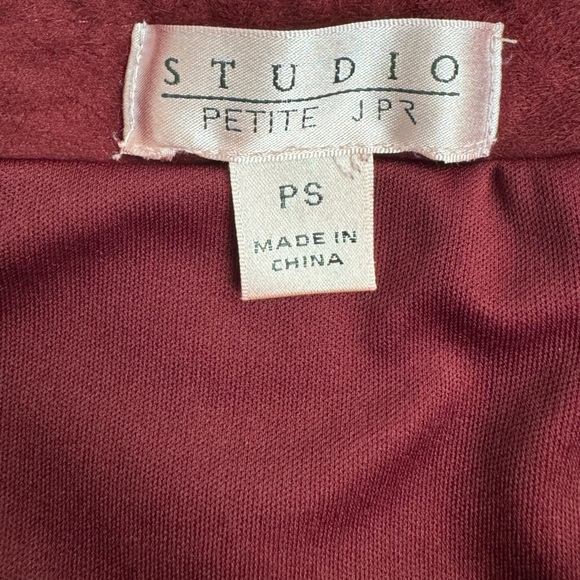 STUDIO
PETITE JPR
PS
MADE IN
CHINA